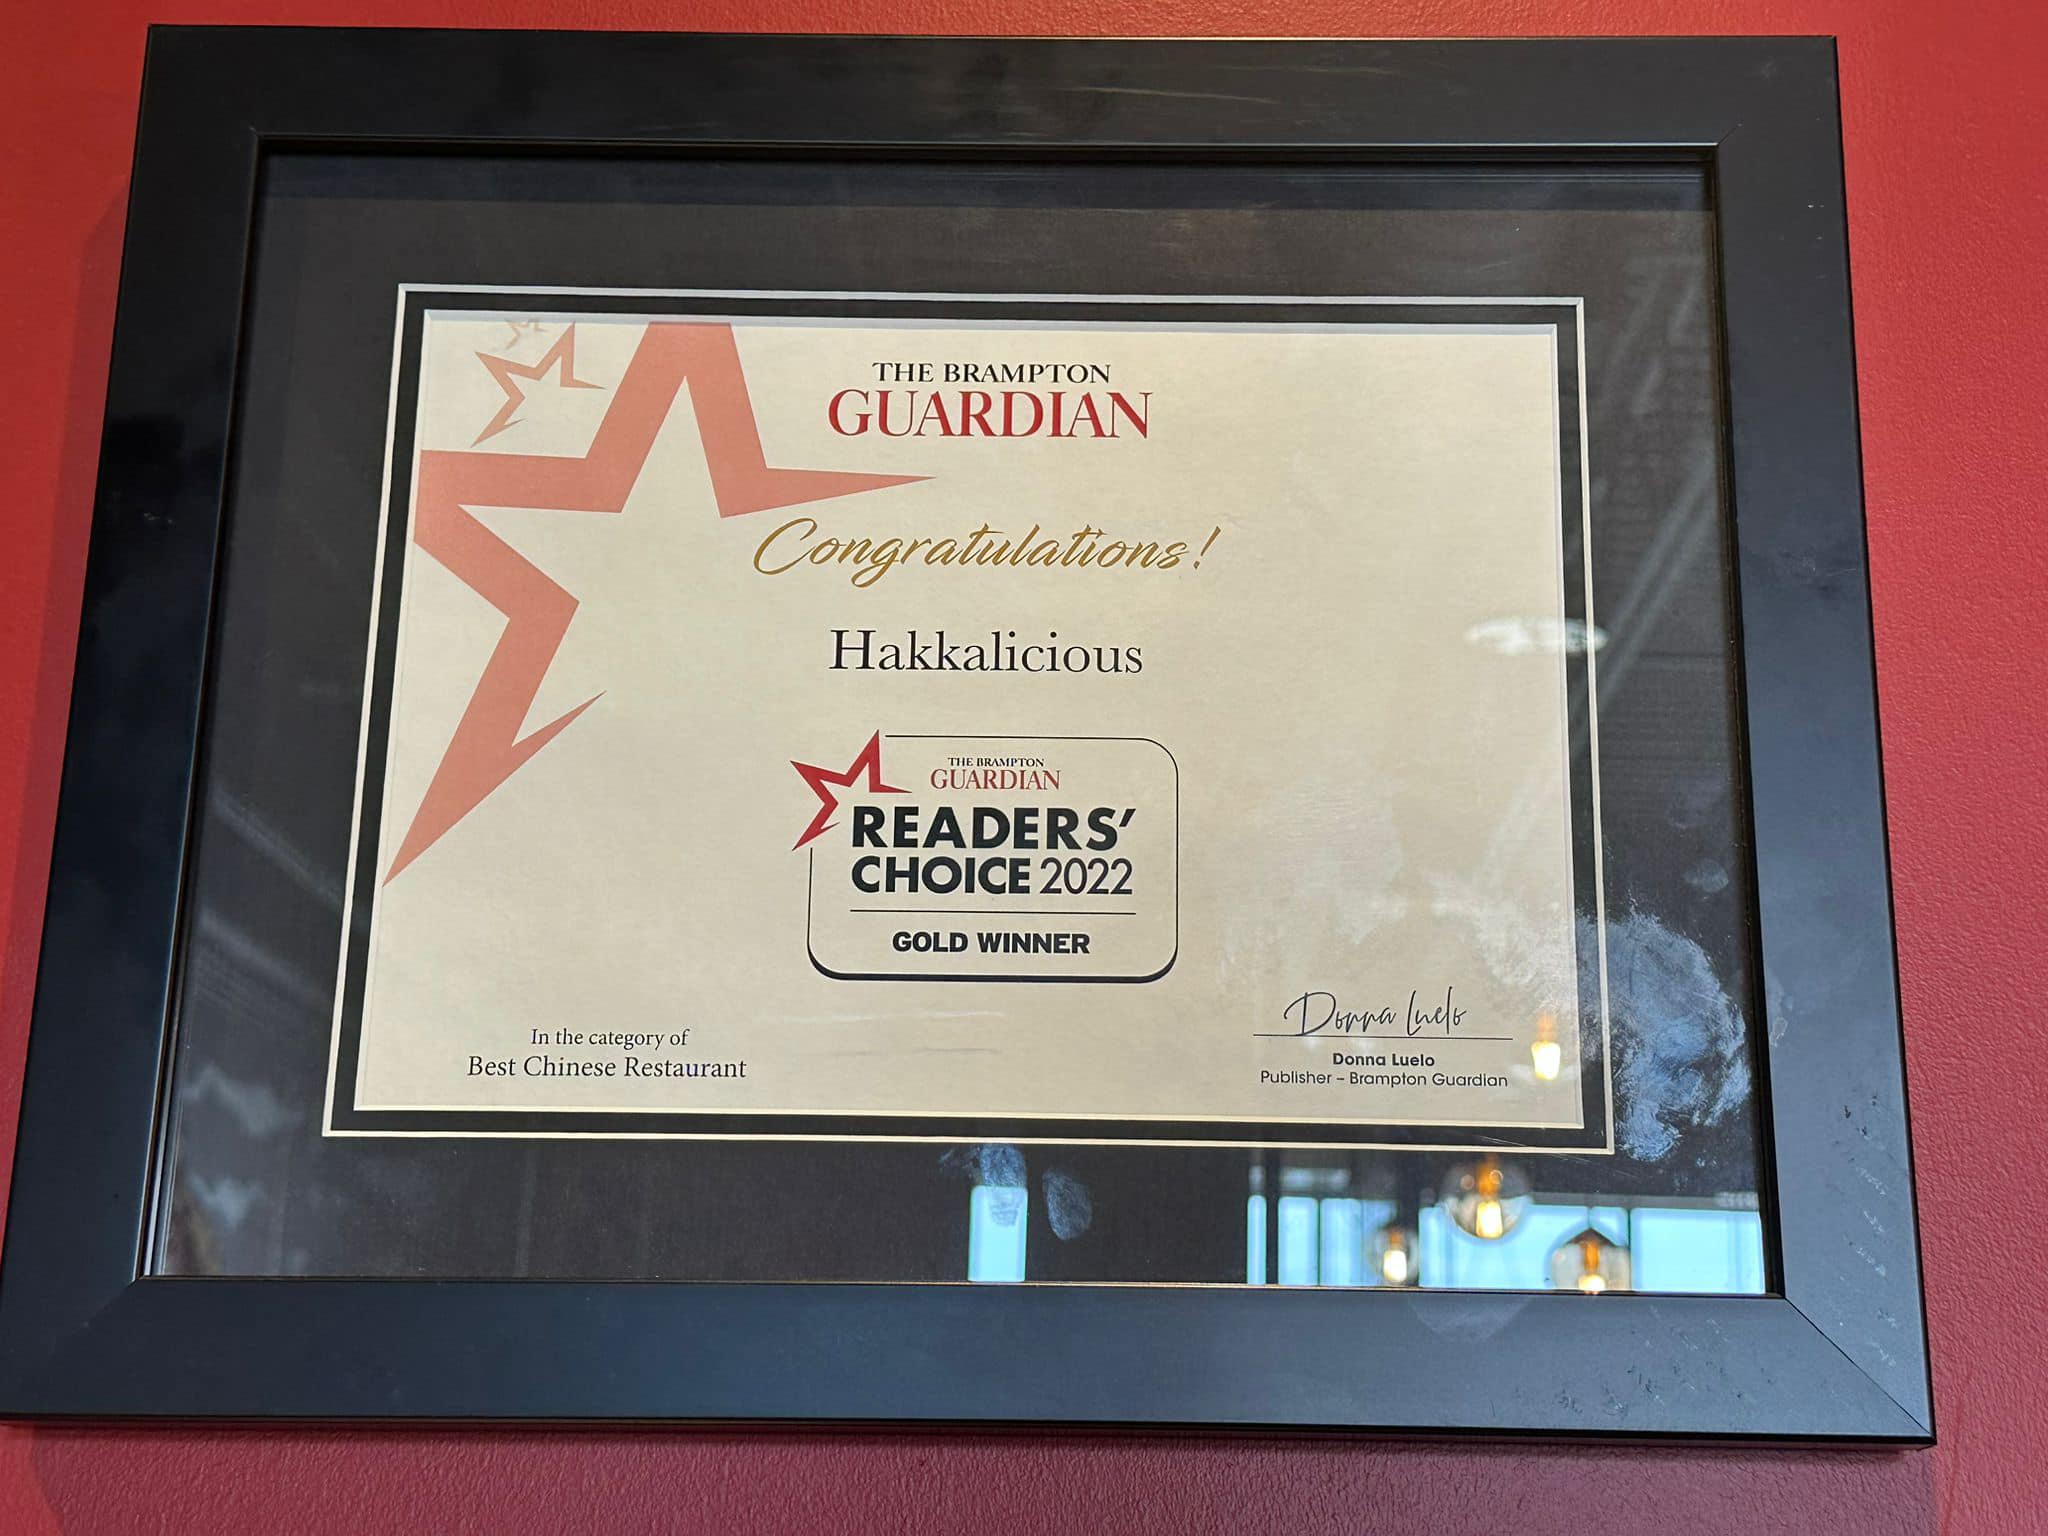 THE BRAMPTON
GUARDIAN
Congratulations!
Hakkalicious
THE BRAMPTON
GUARDIAN
READERS'
CHOICE 2022
GOLD WINNER
In the category of
Best Chinese Restaurant
Donna Luelo
Donna Luelo
Publisher – Brampton Guardian